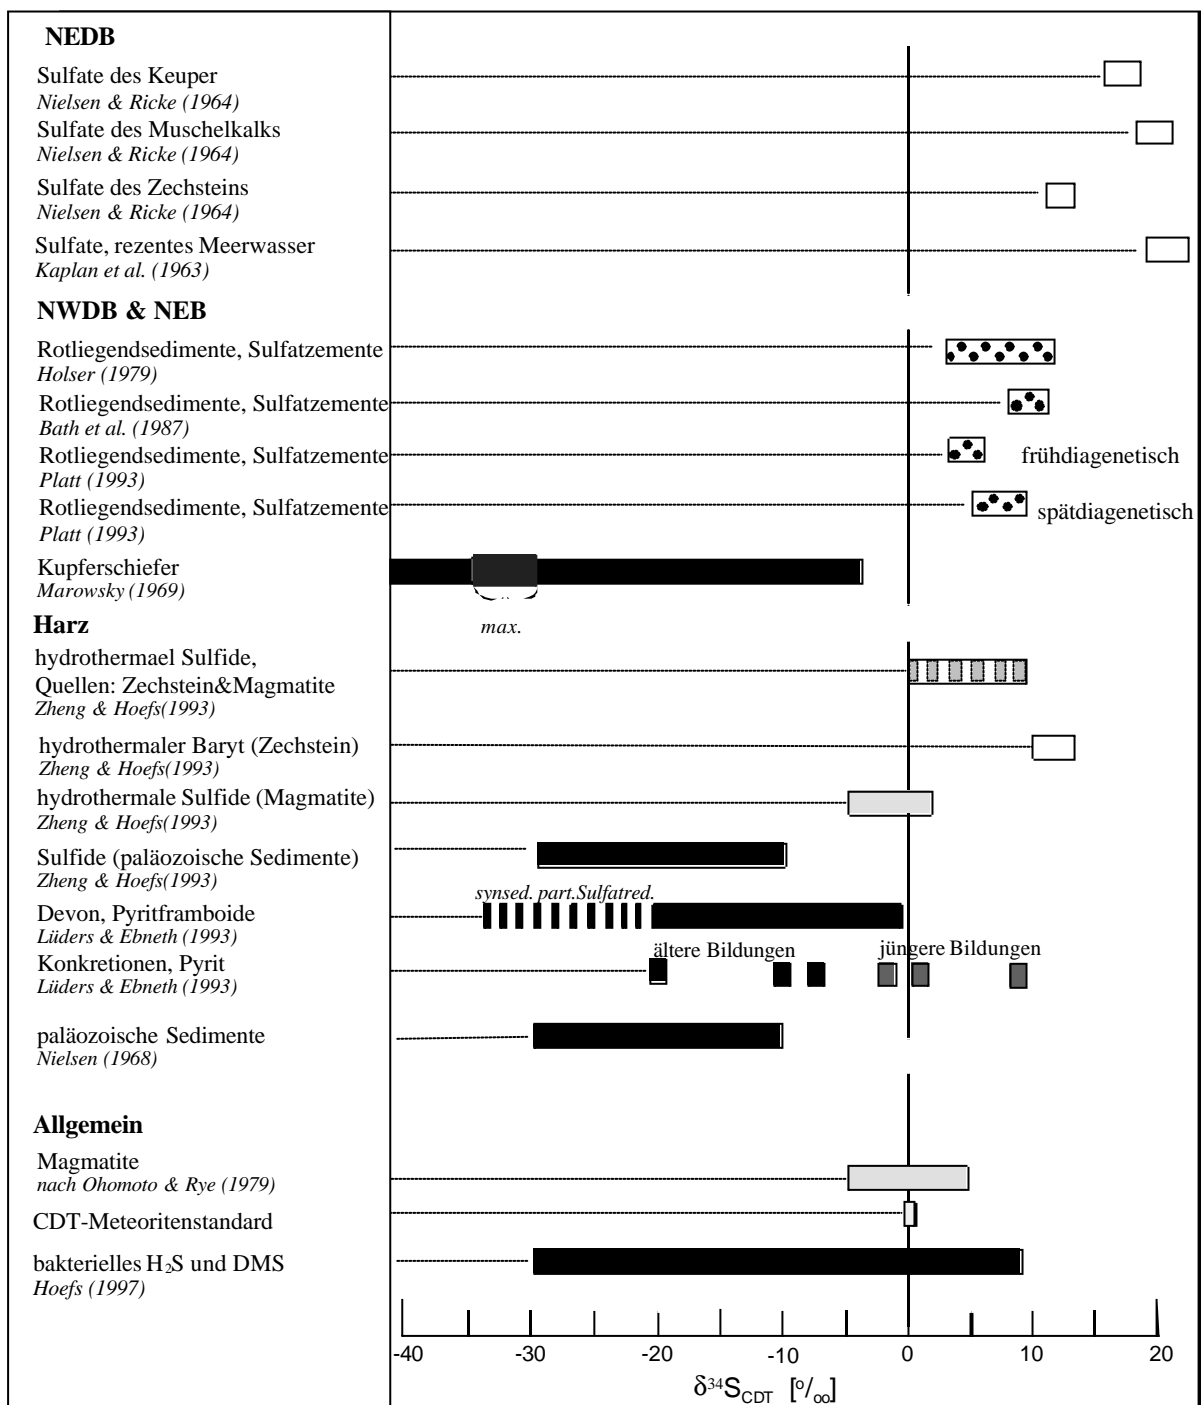 NEDB
Sulfate des Keuper
Nielsen & Ricke (1964)
Sulfate des Muschelkalks
Nielsen & Ricke (1964)
Sulfate des Zechsteins
Nielsen & Ricke (1964)
Sulfate, rezentes Meerwasser
Kaplan et al. (1963)
NWDB & NEB
Rotliegendsedimente, Sulfatzemente
Holser (1979)
Rotliegendsedimente, Sulfatzemente
Bath et al. (1987)
Rotliegendsedimente, Sulfatzemente
Platt (1993)
frühdiagenetisch
Rotliegendsedimente, Sulfatzemente
Platt (1993)
spätdiagenetisch
Kupferschiefer
Marowsky (1969)
max.
Harz
hydrothermael Sulfide,
Quellen: Zechstein&Magmatite
Zheng & Hoefs(1993)
hydrothermaler Baryt (Zechstein)
Zheng & Hoefs(1993)
hydrothermale Sulfide (Magmatite)
Zheng & Hoefs(1993)
Sulfide (paläozoische Sedimente)
Zheng & Hoefs(1993)
synsed. part.Sulfatred.
Devon, Pyritframboide
Lüders & Ebneth (1993)
ältere Bildungen jüngere Bildungen
Konkretionen, Pyrit
Lüders & Ebneth (1993)
paläozoische Sedimente
Nielsen (1968)
Allgemein
Magmatite
nach Ohomoto & Rye (1979)
CDT-Meteoritenstandard
bakterielles H₂S und DMS
Hoefs (1997)
-40 -30 -20 -10 0 10 20
δ³⁴S_CDT [º/₀₀]